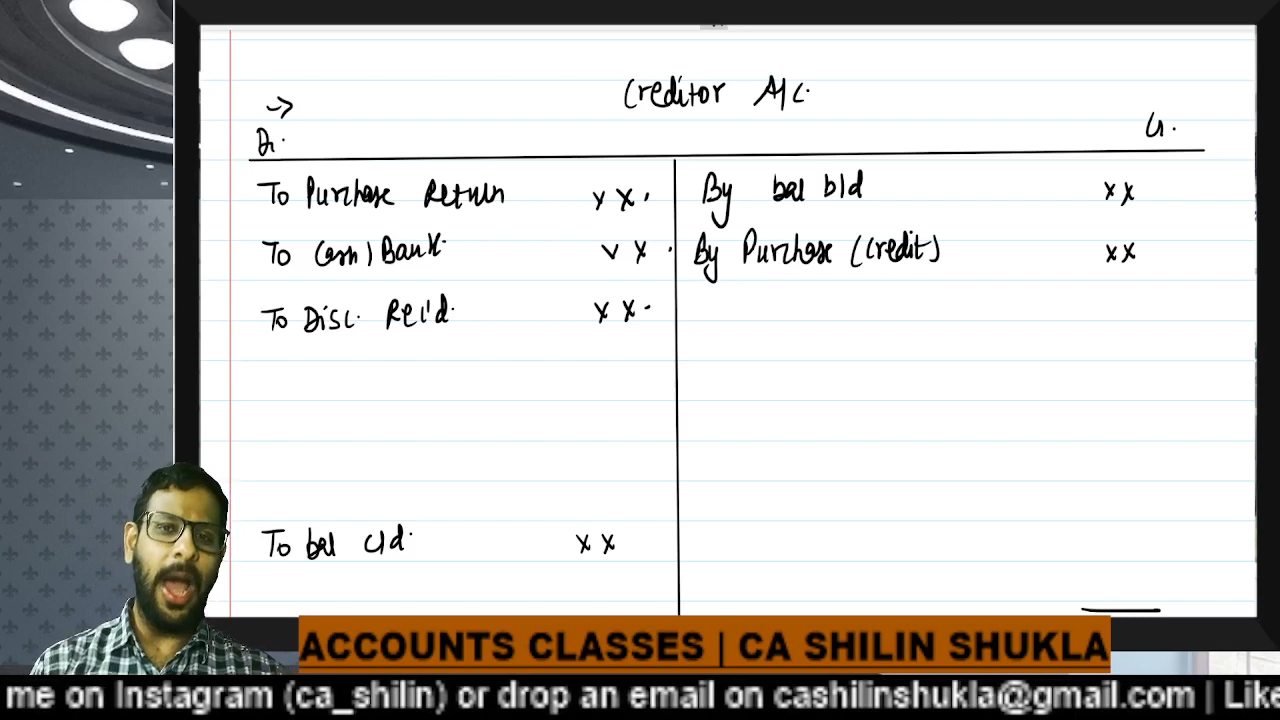 Creditor A/c.
Dr. Cr.
To Purchase Return xx. By bal b/d xx
To Cash/Bank xx. By Purchase (Credit) xx
To Disc. Rec'd. xx.
To bal c/d. xx
ACCOUNTS CLASSES | CA SHILIN SHUKLA
me on Instagram (ca_shilin) or drop an email on cashilinshukla@gmail.com | Like